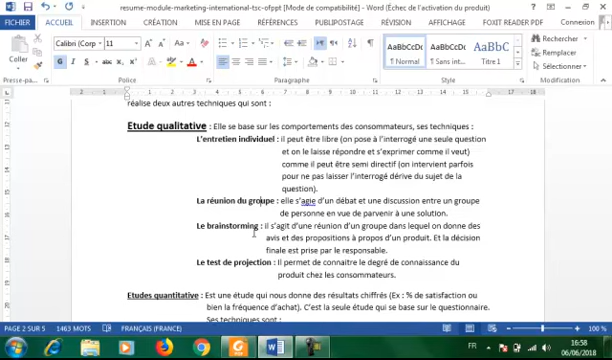 resume-module-marketing-international-tsc-ofppt [Mode de compatibilité] - Word (Échec de l'activation du produit)
FICHIER ACCUEIL INSERTION CRÉATION MISE EN PAGE RÉFÉRENCES PUBLIPOSTAGE RÉVISION AFFICHAGE FOXIT READER PDF Connexion
Calibri (Corp 11
AaBbCcDc AaBbCcDc AaBbC
Rechercher
Remplacer
Sélectionner
Coller
G I S
¶ Normal ¶ Sans int... Titre 1
Presse-pa... Police Paragraphe Style Modification
réalise deux autres techniques qui sont :
Etude qualitative : Elle se base sur les comportements des consommateurs, ses techniques :
L'entretien individuel : il peut être libre (on pose à l'interrogé une seule question
et on le laisse répondre et s'exprimer comme il veut)
comme il peut être semi directif (on intervient parfois
pour ne pas laisser l'interrogé dérive du sujet de la
question).
La réunion du groupe : elle s'agie d'un débat et une discussion entre un groupe
de personne en vue de parvenir à une solution.
Le brainstorming : il s'agit d'une réunion d'un groupe dans lequel on donne des
avis et des propositions à propos d'un produit. Et la décision
finale est prise par le responsable.
Le test de projection : Il permet de connaitre le degré de connaissance du
produit chez les consommateurs.
Etudes quantitative : Est une étude qui nous donne des résultats chiffrés (Ex : % de satisfaction ou
bien la fréquence d'achat). C'est la seule étude qui se base sur le questionnaire.
Ses techniques sont :
PAGE 2 SUR 5 1463 MOTS FRANÇAIS (FRANCE) 100 %
FR 16:58
06/06/2018